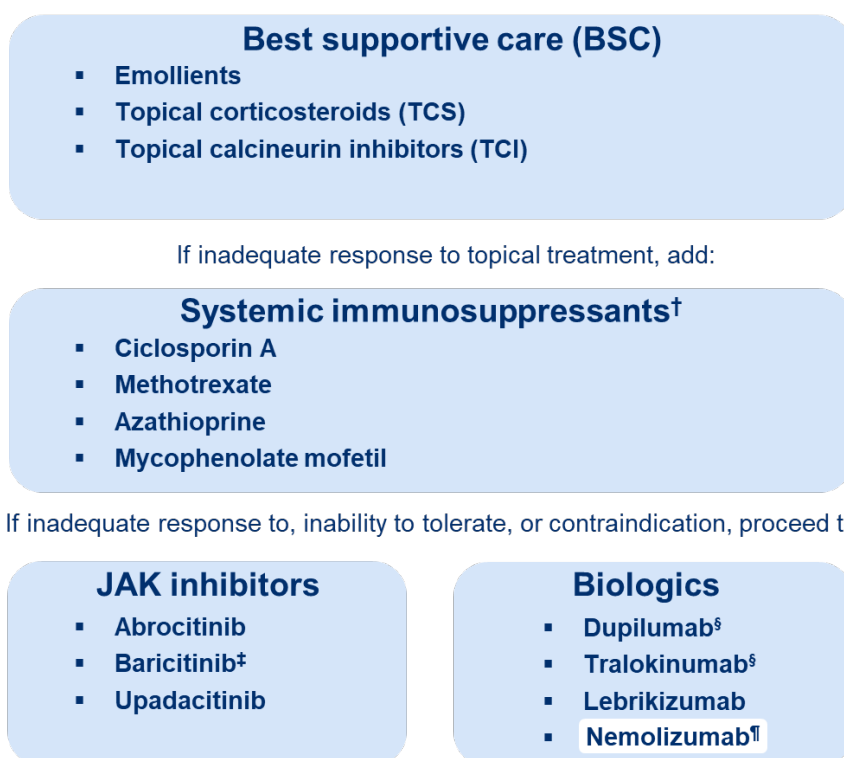 Best supportive care (BSC)
▪ Emollients
▪ Topical corticosteroids (TCS)
▪ Topical calcineurin inhibitors (TCI)
If inadequate response to topical treatment, add:
Systemic immunosuppressants†
▪ Ciclosporin A
▪ Methotrexate
▪ Azathioprine
▪ Mycophenolate mofetil
If inadequate response to, inability to tolerate, or contraindication, proceed t
JAK inhibitors
▪ Abrocitinib
▪ Baricitinib‡
▪ Upadacitinib
Biologics
▪ Dupilumab§
▪ Tralokinumab§
▪ Lebrikizumab
▪ Nemolizumab¶